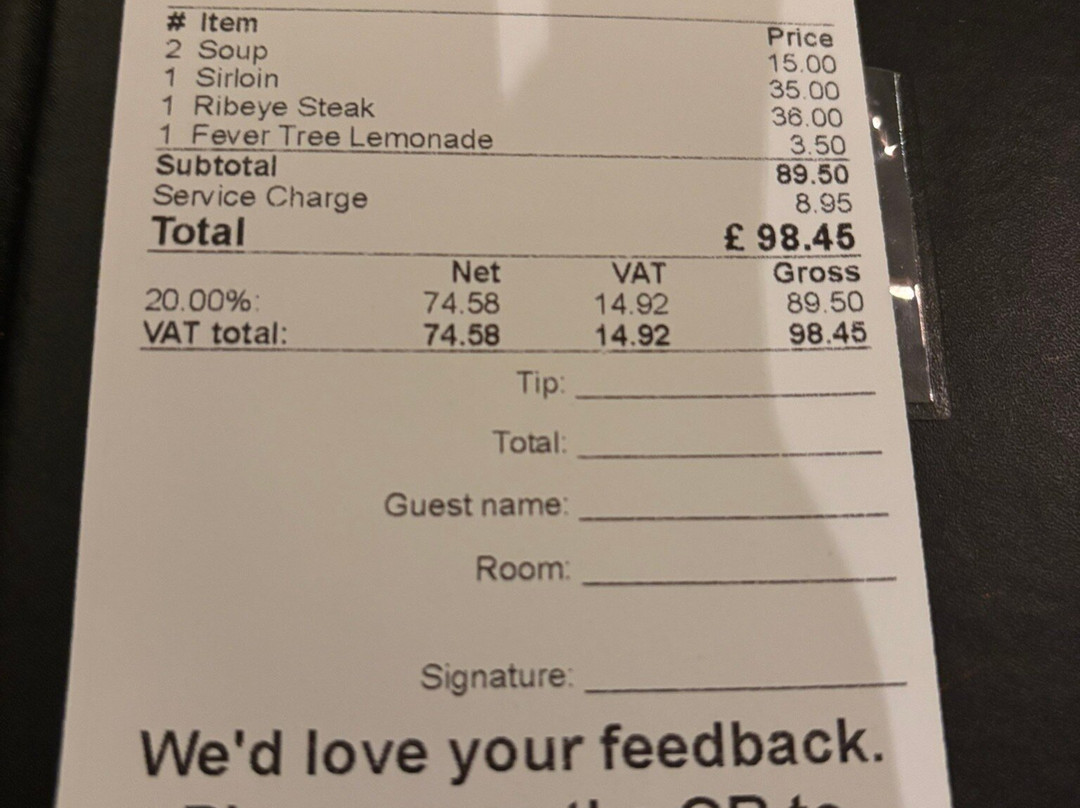 # Item Price
2 Soup 15.00
1 Sirloin 35.00
1 Ribeye Steak 36.00
1 Fever Tree Lemonade 3.50
Subtotal 89.50
Service Charge 8.95
Total £ 98.45
Net VAT Gross
20.00%: 74.58 14.92 89.50
VAT total: 74.58 14.92 98.45
Tip:
Total:
Guest name:
Room:
Signature:
We'd love your feedback.
QR to